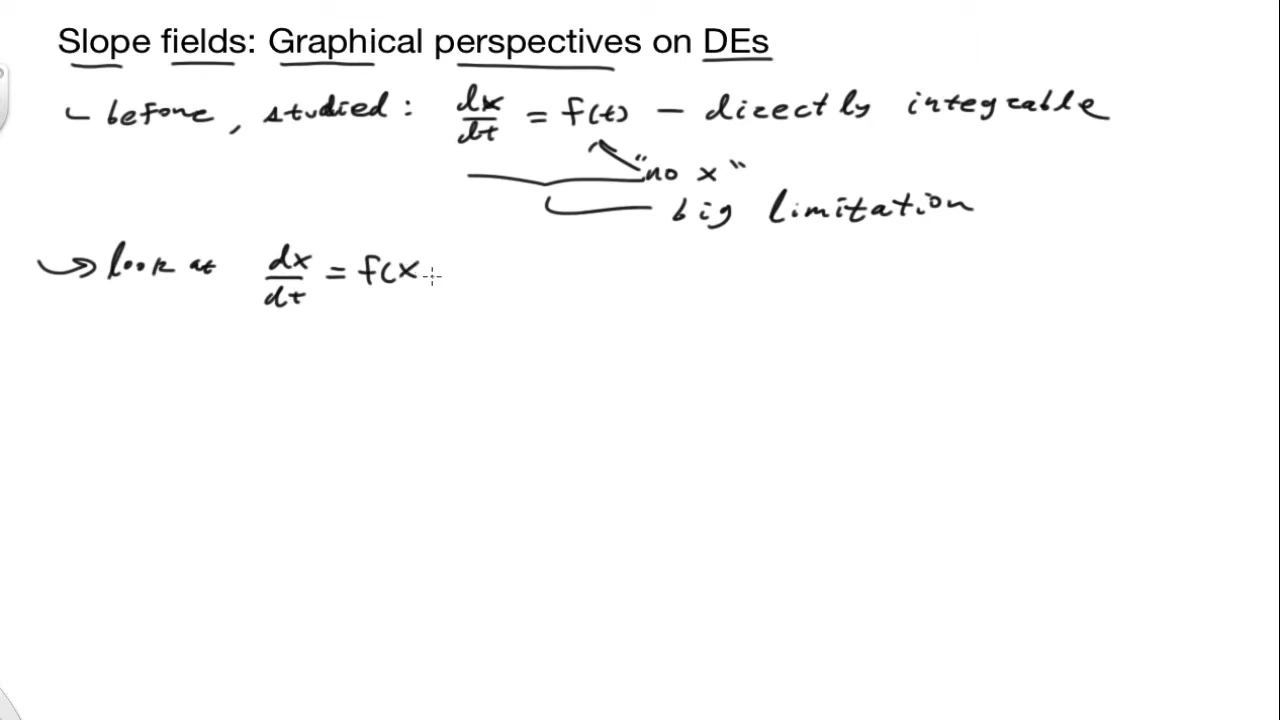 Slope fields: Graphical perspectives on DEs
before, studied: dx/dt = f(t) – directly integrable
"no x"
big limitation
look at dx/dt = f(x